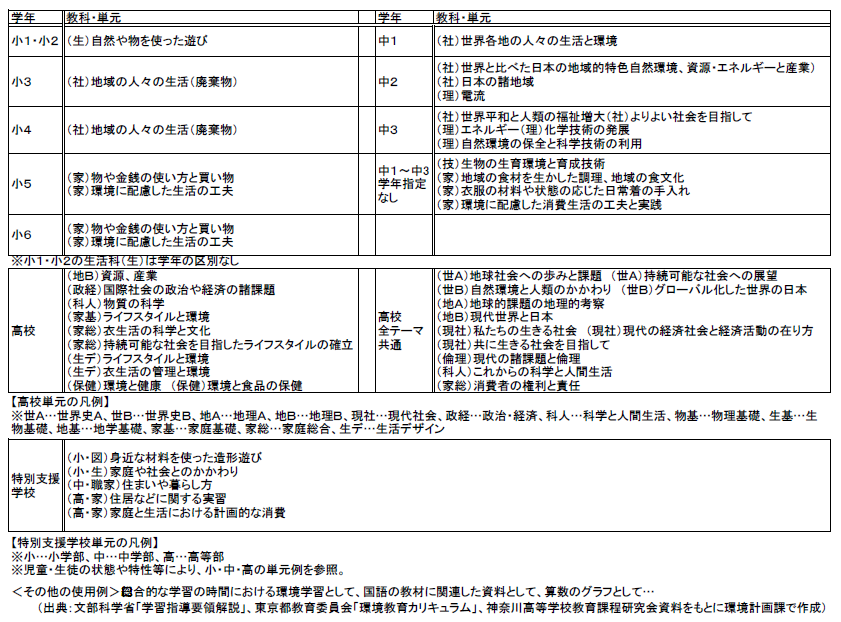 学年 教科・単元 学年 教科・単元
小1・小2 (生)自然や物を使った遊び 中1 (社)世界各地の人々の生活と環境
小3 (社)地域の人々の生活(廃棄物) 中2 (社)世界と比べた日本の地域的特色自然環境、資源・エネルギーと産業)
(社)日本の諸地域
(理)電流
小4 (社)地域の人々の生活(廃棄物) 中3 (社)世界平和と人類の福祉増大(社)よりよい社会を目指して
(理)エネルギー(理)化学技術の発展
(理)自然環境の保全と科学技術の利用
小5 (家)物や金銭の使い方と買い物
(家)環境に配慮した生活の工夫
中1~中3
学年指定
なし
(技)生物の生育環境と育成技術
(家)地域の食材を生かした調理、地域の食文化
(家)衣服の材料や状態の応じた日常着の手入れ
(家)環境に配慮した消費生活の工夫と実践
小6 (家)物や金銭の使い方と買い物
(家)環境に配慮した生活の工夫
※小1・小2の生活科(生)は学年の区別なし
高校
(地B)資源、産業
(政経)国際社会の政治や経済の諸課題
(科人)物質の科学
(家基)ライフスタイルと環境
(家総)衣生活の科学と文化
(家総)持続可能な社会を目指したライフスタイルの確立
(生デ)ライフスタイルと環境
(生デ)衣生活の管理と環境
(保健)環境と健康 (保健)環境と食品の保健
高校
全テーマ
共通
(世A)地球社会への歩みと課題 (世A)持続可能な社会への展望
(世B)自然環境と人類のかかわり (世B)グローバル化した世界の日本
(地A)地球的課題の地理的考察
(地B)現代世界と日本
(現社)私たちの生きる社会 (現社)現代の経済社会と経済活動の在り方
(現社)共に生きる社会を目指して
(倫理)現代の諸課題と倫理
(科人)これからの科学と人間生活
(家総)消費者の権利と責任
【高校単元の凡例】
※世A…世界史A、世B…世界史B、地A…地理A、地B…地理B、現社…現代社会、政経…政治・経済、科人…科学と人間生活、物基…物理基礎、生基…生
物基礎、地基…地学基礎、家基…家庭基礎、家総…家庭総合、生デ…生活デザイン
特別支援
学校
(小・図)身近な材料を使った造形遊び
(小・生)家庭や社会とのかかわり
(中・職家)住まいや暮らし方
(高・家)住居などに関する実習
(高・家)家庭と生活における計画的な消費
【特別支援学校単元の凡例】
※小…小学部、中…中学部、高…高等部
※児童・生徒の状態や特性等により、小・中・高の単元例を参照。
<その他の使用例>合的な学習の時間における環境学習として、国語の教材に関連した資料として、算数のグラフとして…
(出典:文部科学省「学習指導要領解説」、東京都教育委員会「環境教育カリキュラム」、神奈川高等学校教育課程研究会資料をもとに環境計画課で作成)